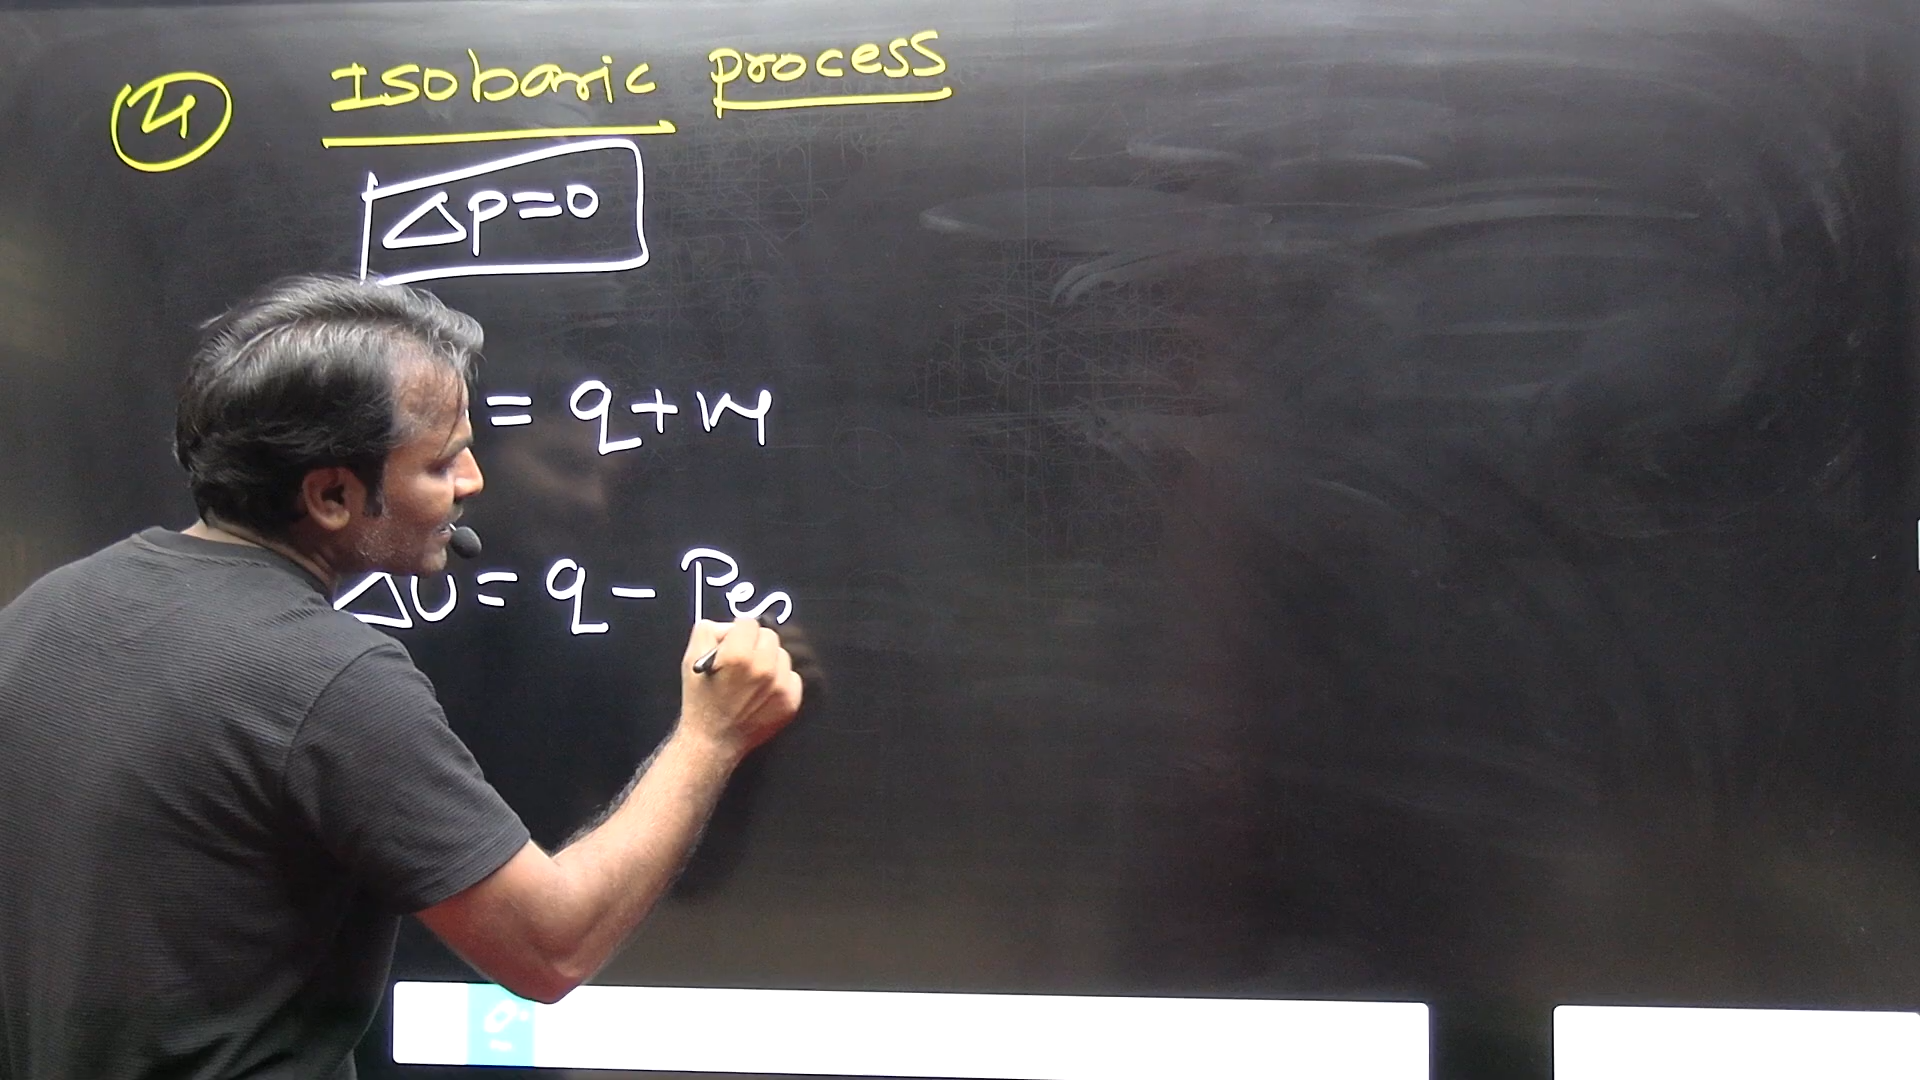 4 Isobaric process
Δp=0
= q+w
ΔU= q- Pex